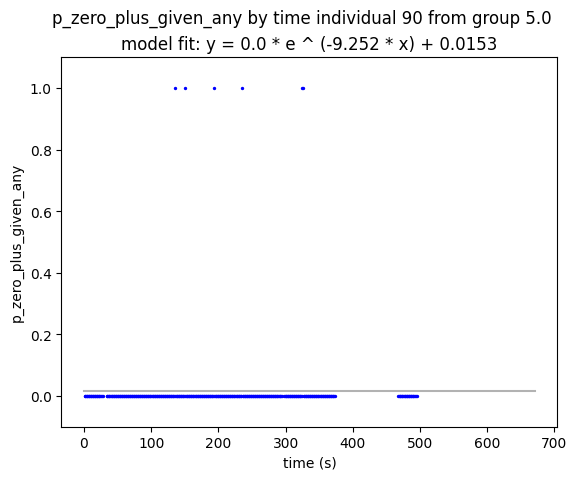 p_zero_plus_given_any by time individual 90 from group 5.0
model fit: y = 0.0 * e ^ (-9.252 * x) + 0.0153
1.0
0.8
0.6
0.4
0.2
0.0
p_zero_plus_given_any
0 100 200 300 400 500 600 700
time (s)